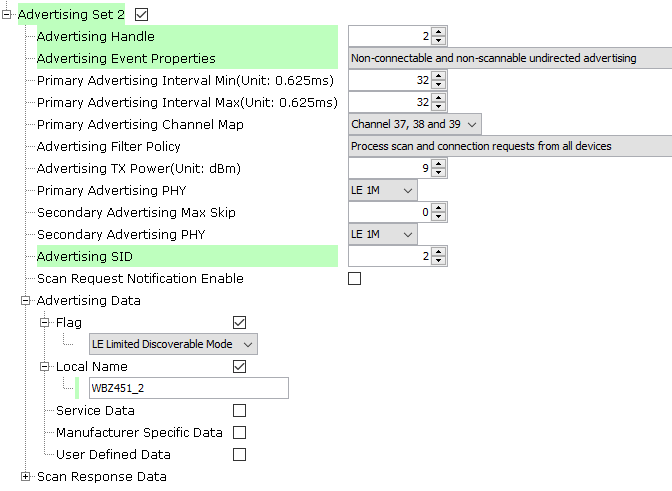 Advertising Set 2
Advertising Handle 2
Advertising Event Properties Non-connectable and non-scannable undirected advertising
Primary Advertising Interval Min(Unit: 0.625ms) 32
Primary Advertising Interval Max(Unit: 0.625ms) 32
Primary Advertising Channel Map Channel 37, 38 and 39
Advertising Filter Policy Process scan and connection requests from all devices
Advertising TX Power(Unit: dBm) 9
Primary Advertising PHY LE 1M
Secondary Advertising Max Skip 0
Secondary Advertising PHY LE 1M
Advertising SID 2
Scan Request Notification Enable
Advertising Data
Flag
LE Limited Discoverable Mode
Local Name
WBZ451_2
Service Data
Manufacturer Specific Data
User Defined Data
Scan Response Data